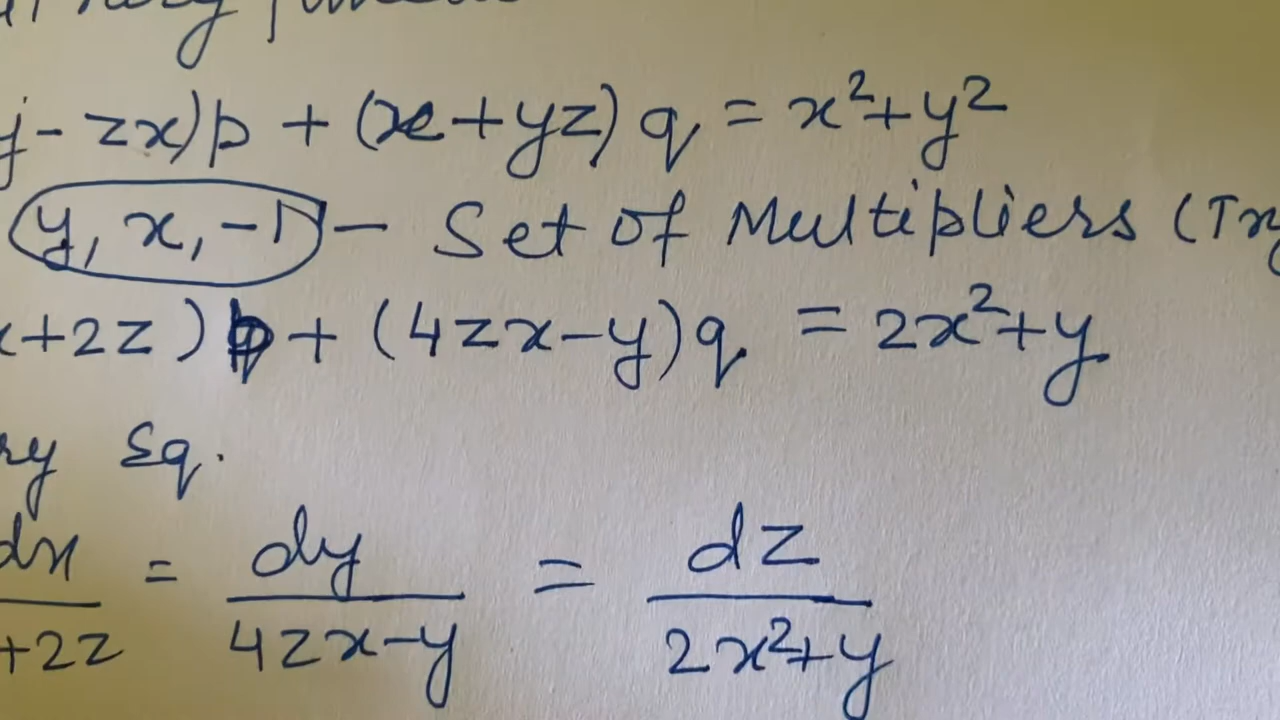 - zx)p + (x+yz) q = x²+y²
y, x, -1 — Set of Multipliers (
+2z) p + (4zx-y) q = 2x²+y
Eq.
dx = dy = dz
+2z 4zx-y 2x²+y